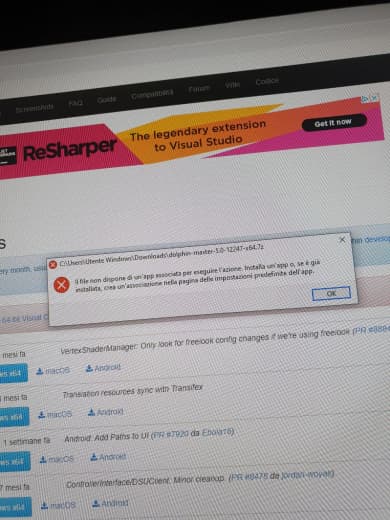 Screenshots FAQ Guide Compatibilità Forum Wiki Codice
ReSharper
The legendary extension
to Visual Studio
Get it now
C:\Users\Utente Windows\Downloads\dolphin-master-5.0-12247-x64.7z
Il file non dispone di un'app associata per eseguire l'azione. Installa un'app o, se è già
installata, crea un'associazione nella pagina delle impostazioni predefinite dell'app.
OK
mesi fa VertexShaderManager: Only look for freelook config changes if we're using freelook (PR
ws x64 macOS Android
mesi fa Translation resources sync with Transifex
ws x64 macOS Android
1 settimane fa Android: Add Paths to UI (PR #7920 da Ebola16)
ws x64 macOS Android
mesi fa ControllerInterface/DSUClient: Minor cleanup. (PR #8478 da jordan-woyak)
macOS Android